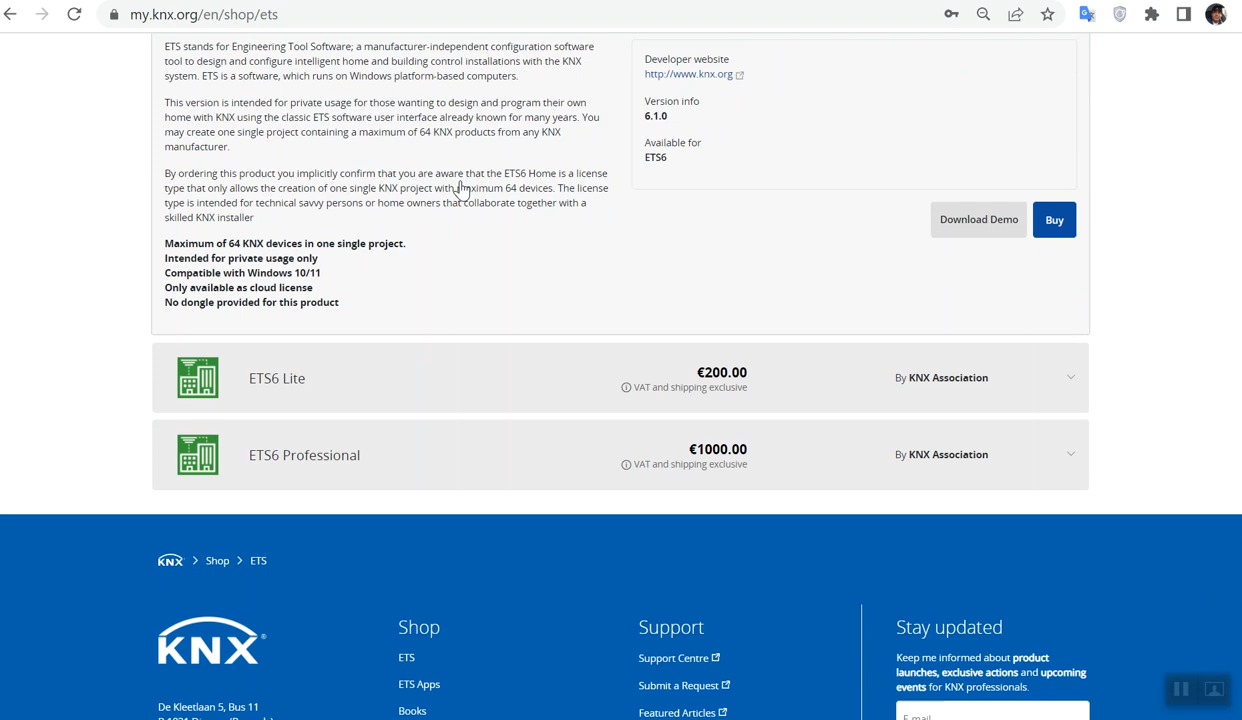 my.knx.org/en/shop/ets
ETS stands for Engineering Tool Software; a manufacturer-independent configuration software
tool to design and configure intelligent home and building control installations with the KNX
system. ETS is a software, which runs on Windows platform-based computers.
This version is intended for private usage for those wanting to design and program their own
home with KNX using the classic ETS software user interface already known for many years. You
may create one single project containing a maximum of 64 KNX products from any KNX
manufacturer.
By ordering this product you implicitly confirm that you are aware that the ETS6 Home is a license
type that only allows the creation of one single KNX project with maximum 64 devices. The license
type is intended for technical savvy persons or home owners that collaborate together with a
skilled KNX installer
Maximum of 64 KNX devices in one single project.
Intended for private usage only
Compatible with Windows 10/11
Only available as cloud license
No dongle provided for this product
Developer website
http://www.knx.org
Version info
6.1.0
Available for
ETS6
Download Demo
Buy
ETS6 Lite
€200.00
VAT and shipping exclusive
By KNX Association
ETS6 Professional
€1000.00
VAT and shipping exclusive
By KNX Association
KNX > Shop > ETS
KNX®
De Kleetlaan 5, Bus 11
Shop
ETS
ETS Apps
Books
Support
Support Centre
Submit a Request
Featured Articles
Stay updated
Keep me informed about product
launches, exclusive actions and upcoming
events for KNX professionals.
E-mail